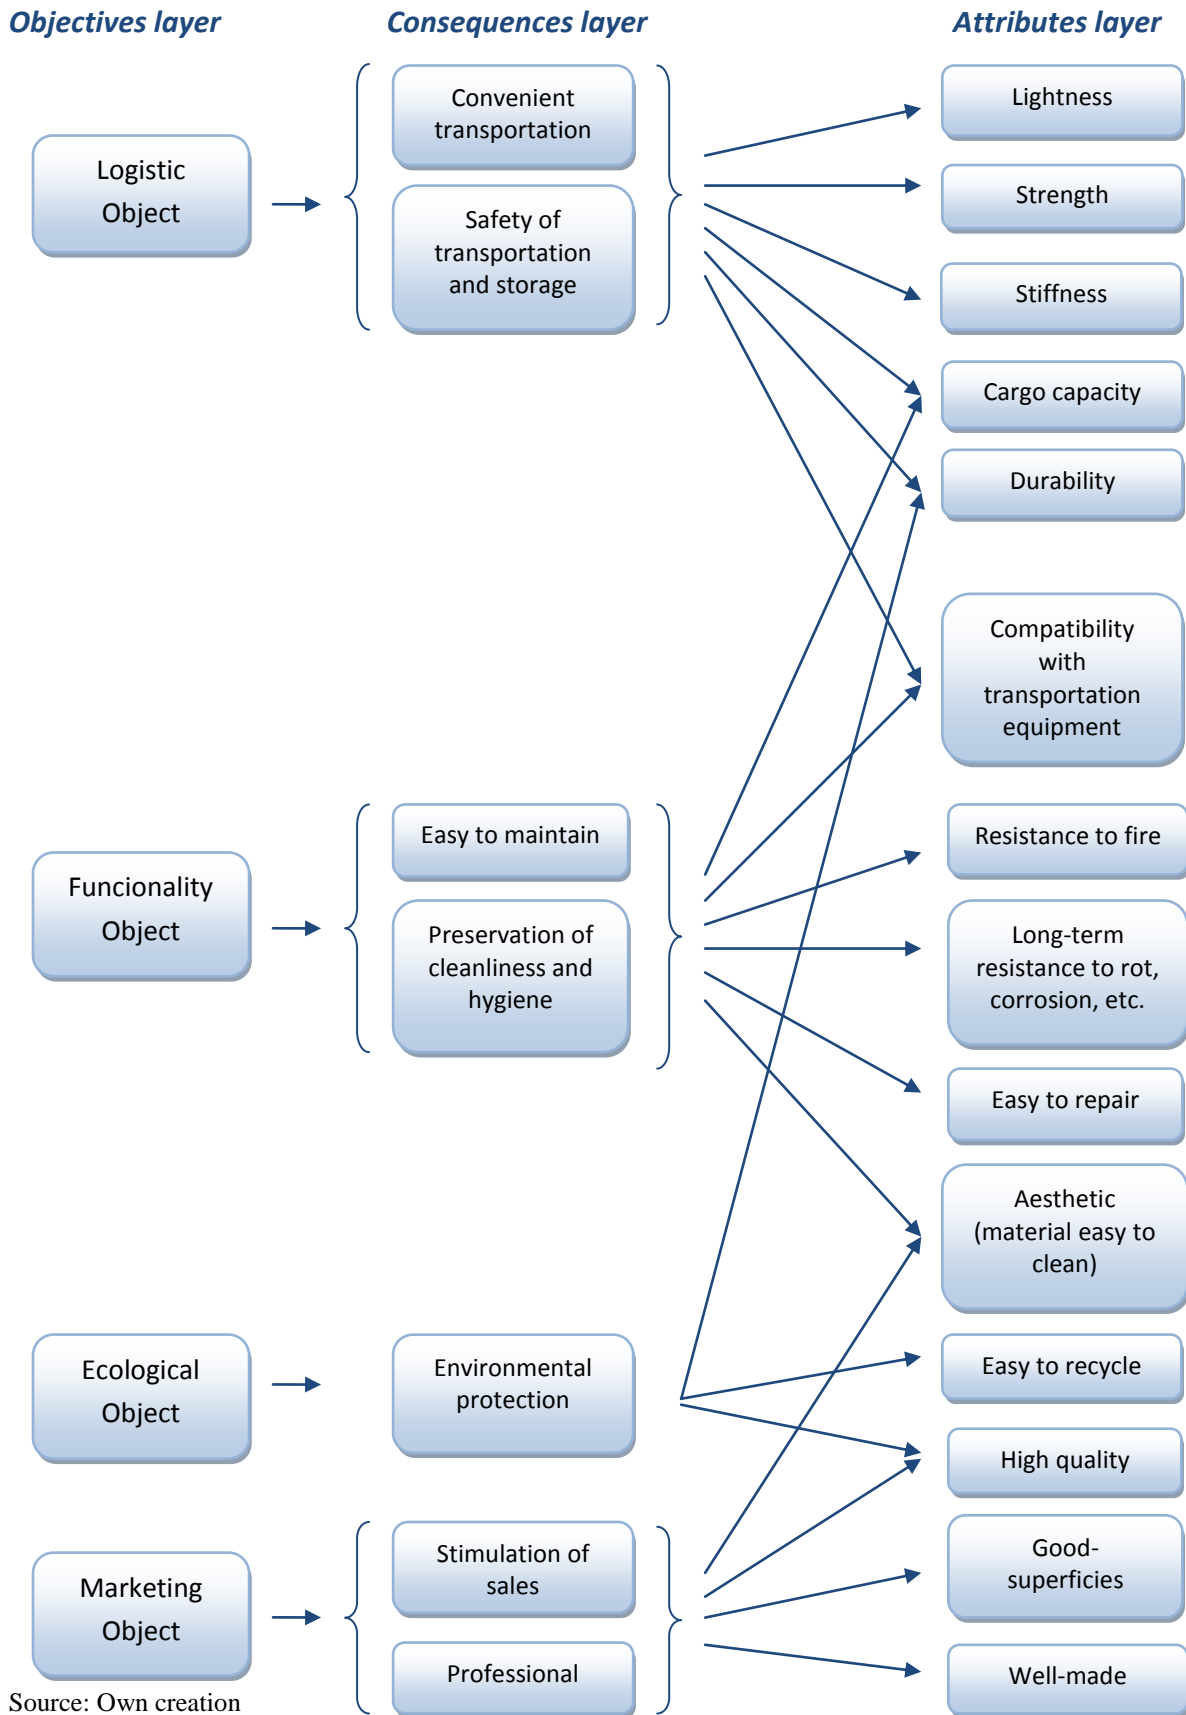 Objectives layer
Consequences layer
Attributes layer
Logistic
Object
Convenient
transportation
Safety of
transportation
and storage
Lightness
Strength
Stiffness
Cargo capacity
Durability
Compatibility
with
transportation
equipment
Funcionality
Object
Easy to maintain
Preservation of
cleanliness and
hygiene
Resistance to fire
Long-term
resistance to rot,
corrosion, etc.
Easy to repair
Aesthetic
(material easy to
clean)
Ecological
Object
Environmental
protection
Easy to recycle
High quality
Marketing
Object
Stimulation of
sales
Professional
Good-
superficies
Well-made
Source: Own creation